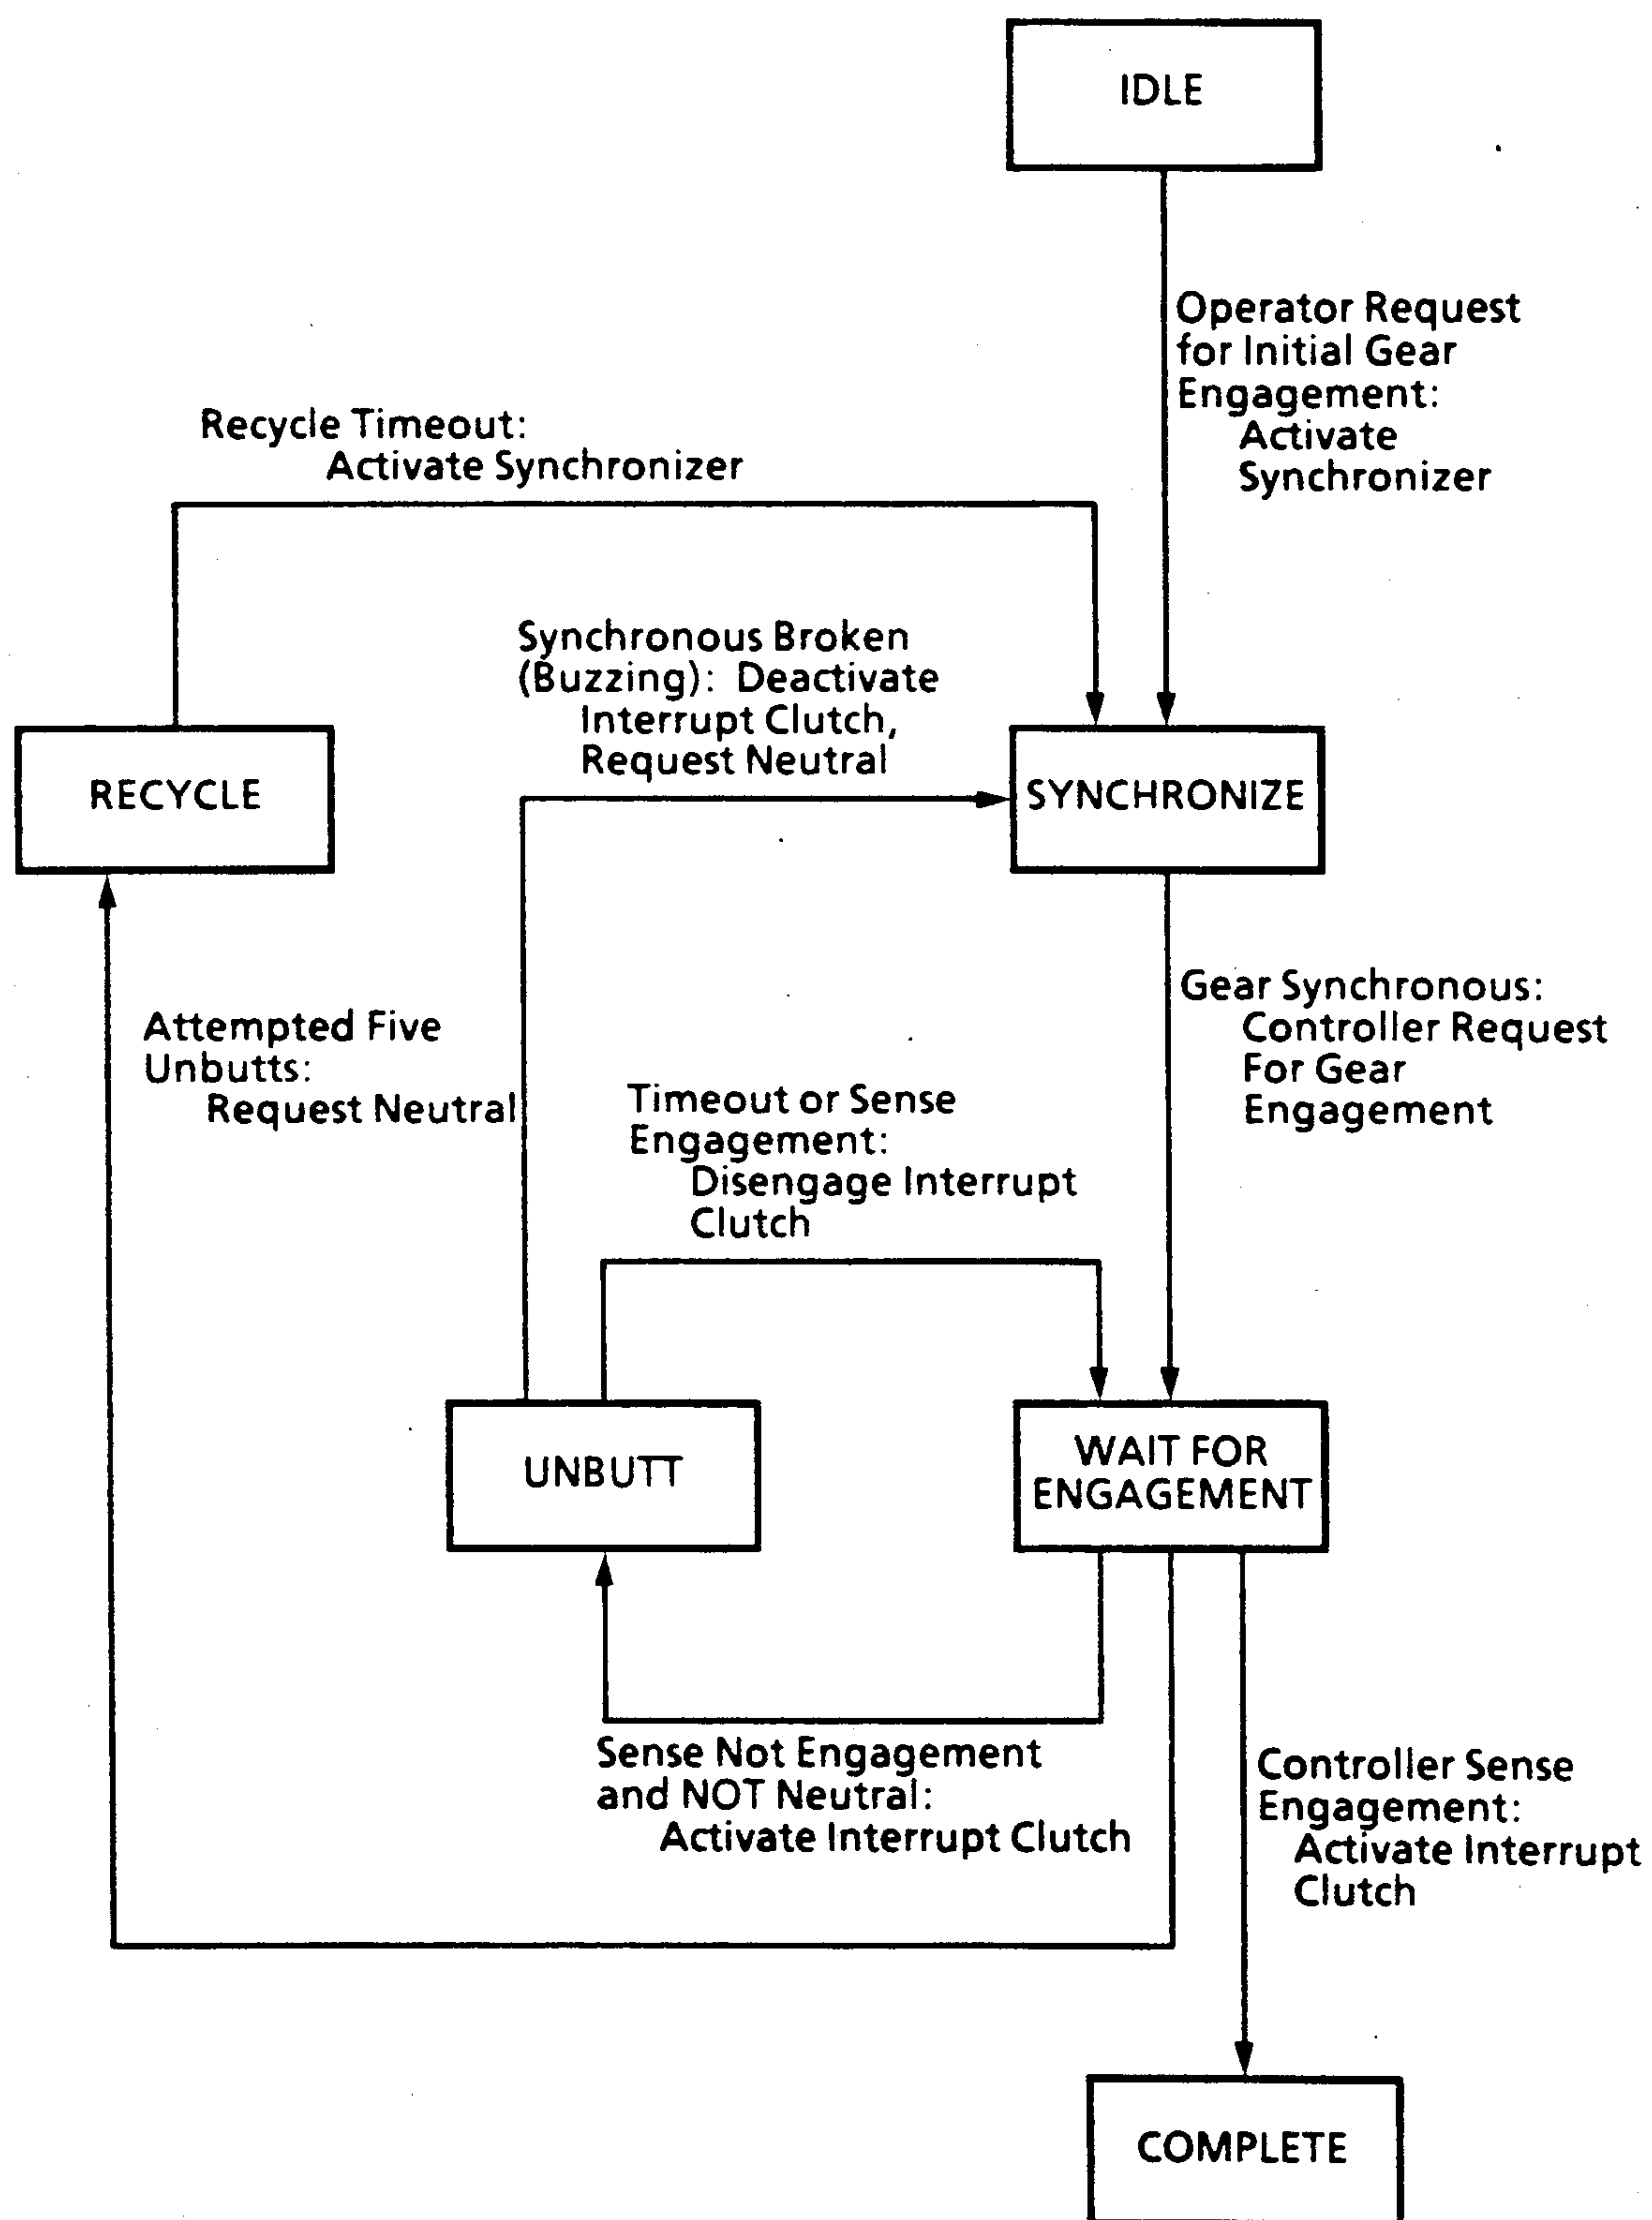 IDLE
Operator Request
for Initial Gear
Engagement:
Activate
Synchronizer
Recycle Timeout:
Activate Synchronizer
Synchronous Broken
(Buzzing): Deactivate
Interrupt Clutch,
Request Neutral
RECYCLE
SYNCHRONIZE
Gear Synchronous:
Controller Request
For Gear
Engagement
Attempted Five
Unbutts:
Request Neutral
Timeout or Sense
Engagement:
Disengage Interrupt
Clutch
UNBUTT
WAIT FOR
ENGAGEMENT
Sense Not Engagement
and NOT Neutral:
Activate Interrupt Clutch
Controller Sense
Engagement:
Activate Interrupt
Clutch
COMPLETE